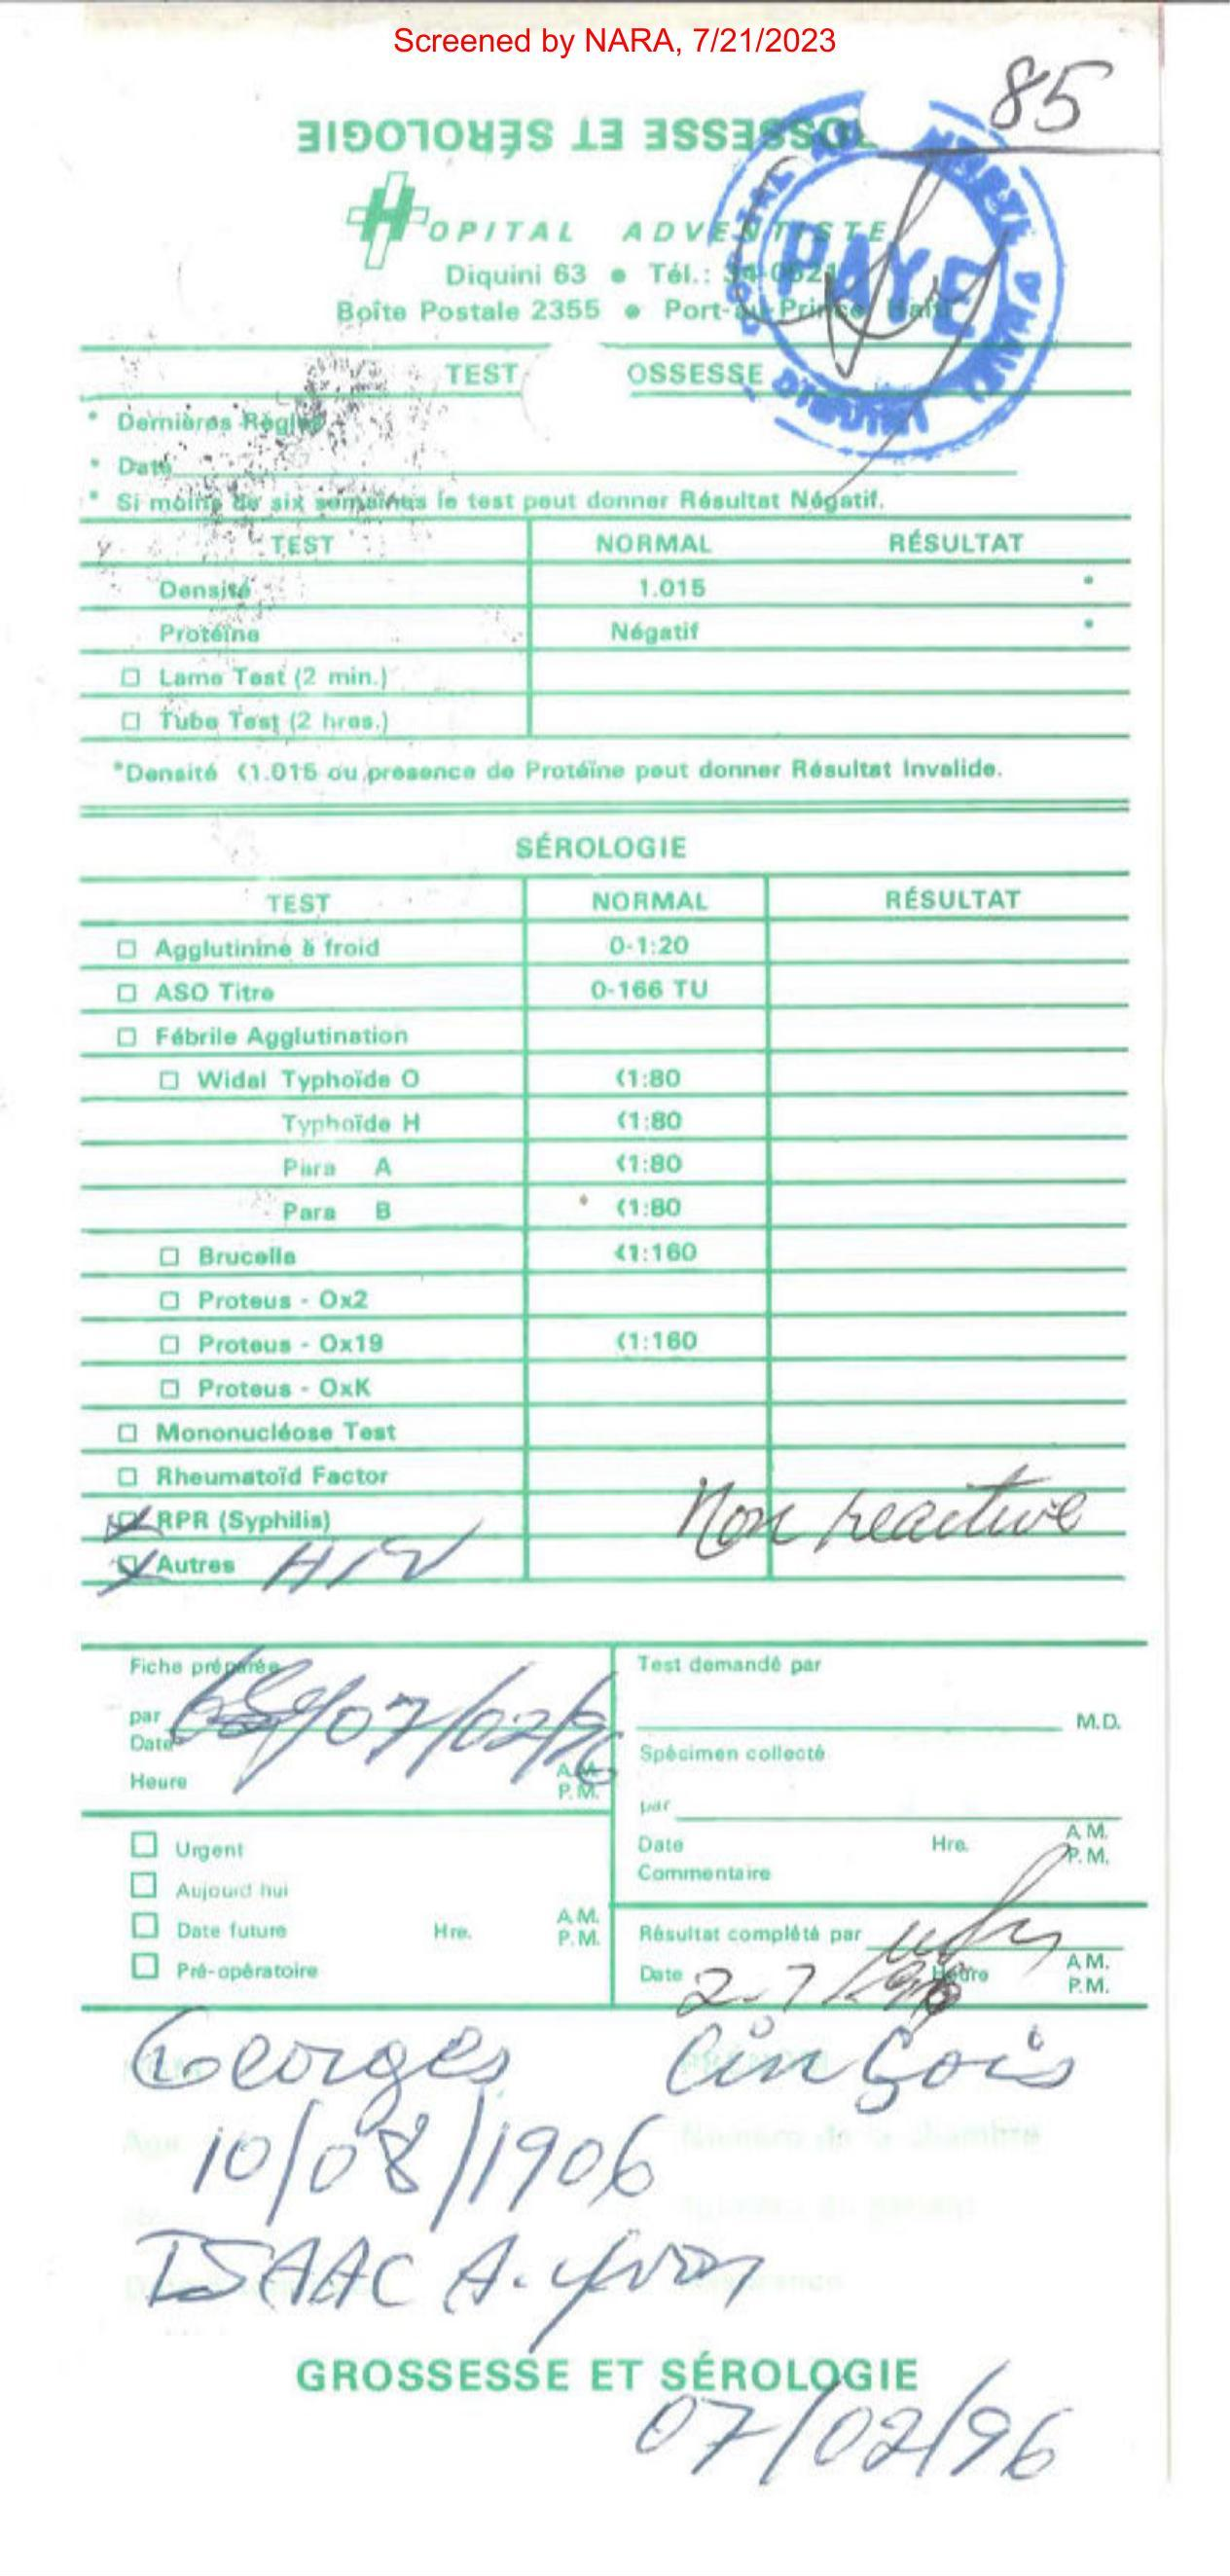 Screened by NARA, 7/21/2023
85
OSSESSE ET SÉROLOGIE
HOPITAL ADVENTISTE
Diquini 63 • Tél.: 34-0521
Boîte Postale 2355 • Port-au-Prince, Haïti
PAYE
TEST OSSESSE
* Dernières Règles
* Date
* Si moins de six semaines le test peut donner Résultat Négatif.
TEST NORMAL RÉSULTAT
Densité 1.015 *
Protéine Négatif *
☐ Lame Test (2 min.)
☐ Tube Test (2 hres.)
*Densité <1.015 ou presence de Protéïne peut donner Résultat Invalide.
SÉROLOGIE
TEST NORMAL RÉSULTAT
☐ Agglutinine à froid 0-1:20
☐ ASO Titre 0-166 TU
☐ Fébrile Agglutination
☐ Widal Typhoïde O <1:80
Typhoïde H <1:80
Para A <1:80
Para B <1:80
☐ Brucella <1:160
☐ Proteus - Ox2
☐ Proteus - Ox19 <1:160
☐ Proteus - OxK
☐ Mononucléose Test
☐ Rheumatoïd Factor
☒ RPR (Syphilis) Non reactive
☒ Autres HIV
Fiche préparée
par
Date 07/02/96
Heure A.M. P.M.
Test demandé par
M.D.
Spécimen collecté
par
Date Hre. A.M. P.M.
Commentaire
☐ Urgent
☐ Aujourd hui
☐ Date future Hre. A.M. P.M.
☐ Pré-opératoire
Résultat complété par
Date 2-7/96 Heure A.M. P.M.
Georges
10/08/1906
ISAAC A. Yvon
GROSSESSE ET SÉROLOGIE
07/02/96